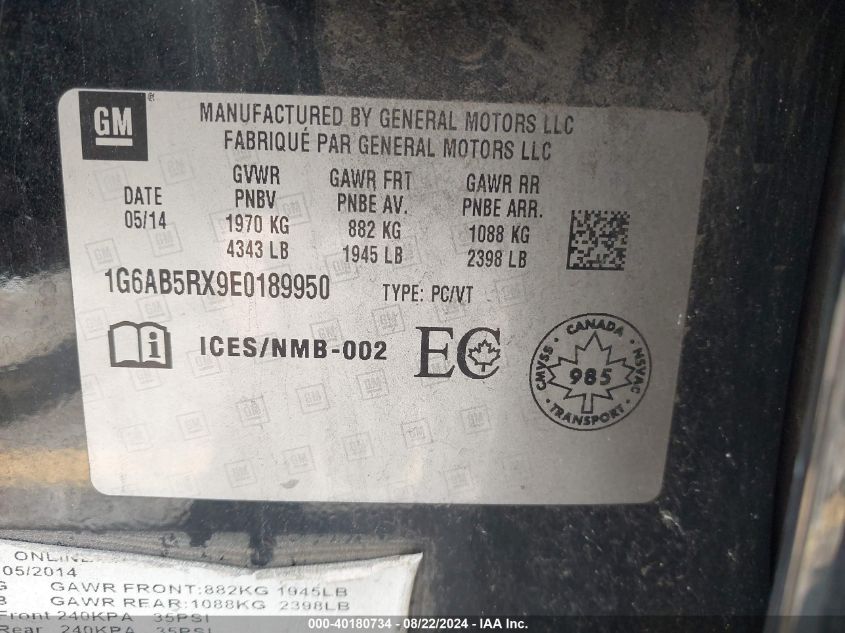 GM
MANUFACTURED BY GENERAL MOTORS LLC
FABRIQUÉ PAR GENERAL MOTORS LLC
DATE
05/14
GVWR
PNBV
1970 KG
4343 LB
GAWR FRT
PNBE AV.
882 KG
1945 LB
GAWR RR
PNBE ARR.
1088 KG
2398 LB
1G6AB5RX9E0189950 TYPE: PC/VT
ICES/NMB-002
EC
CANADA
CMVSS NSVAC
985
TRANSPORT
05/2014
GAWR FRONT:882KG 1945LB
GAWR REAR:1088KG 2398LB
Front 240KPA 35PSI
Rear 240KPA 35PSI
000-40180734 - 08/22/2024 - IAA Inc.